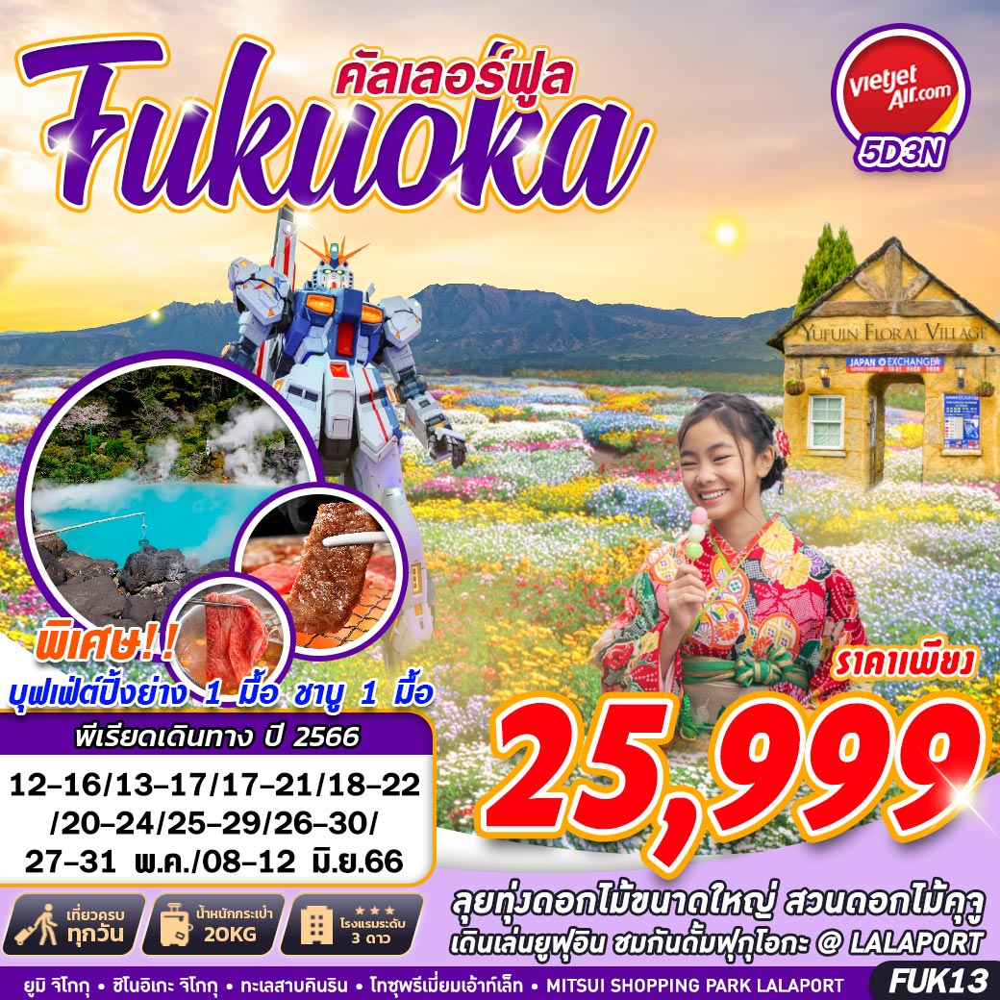 คัลเลอร์ฟูล
Fukuoka
vietjet
Air.com
5D3N
YUFUIN FLORAL VILLAGE
JAPAN EXCHANGE
พิเศษ!!
บุฟเฟ่ต์ปิ้งย่าง 1 มื้อ ชาบู 1 มื้อ
ราคาเพียง
25,999
พีเรียดเดินทาง ปี 2566
12-16/13-17/17-21/18-22
/20-24/25-29/26-30/
27-31 พ.ค./08-12 มิ.ย.66
เที่ยวครบ
ทุกวัน
น้ำหนักกระเป๋า
20KG
โรงแรมระดับ
3 ดาว
ลุยทุ่งดอกไม้ขนาดใหญ่ สวนดอกไม้คุจู
เดินเล่นยูฟุอิน ชมกันดั้มฟุกุโอกะ @ LALAPORT
ยูมิ จิโกกุ • ชิโนอิเกะ จิโกกุ • ทะเลสาบคินริน • โทซุพรีเมี่ยมเอ้าท์เล็ท • MITSUI SHOPPING PARK LALAPORT
FUK13